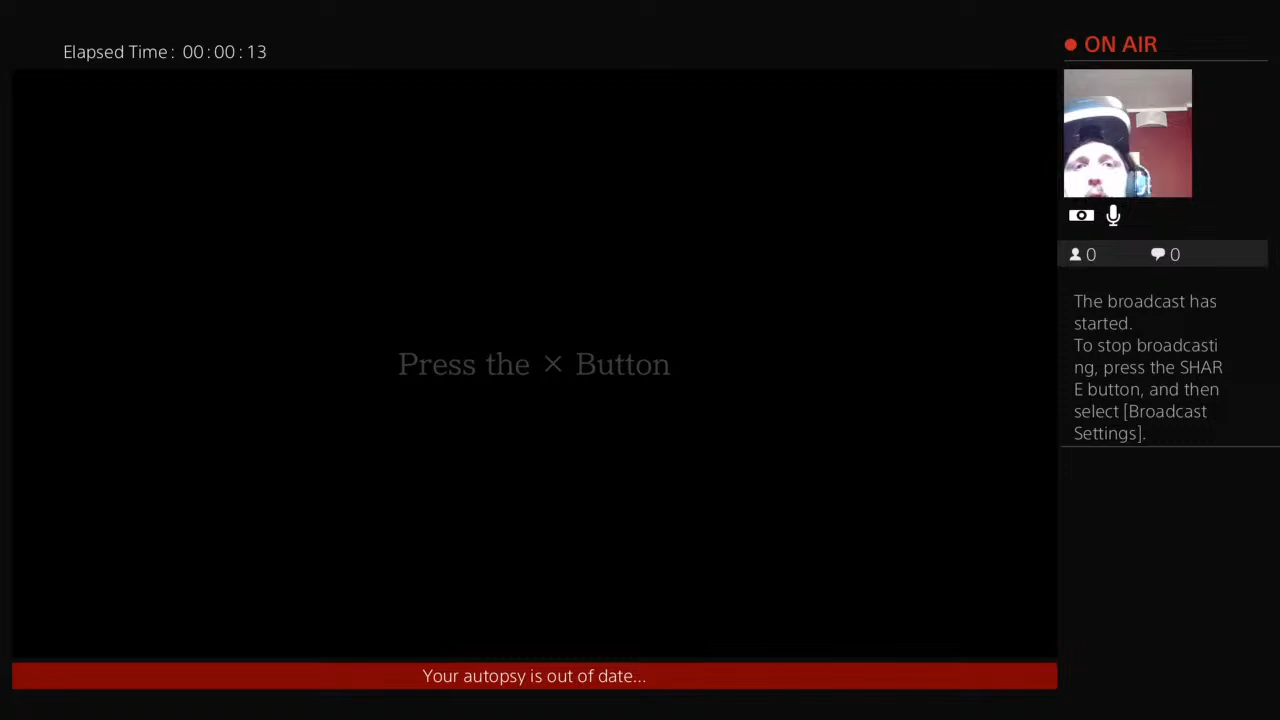 Elapsed Time: 00:00:13
ON AIR
0 0
The broadcast has
started.
To stop broadcasti
ng, press the SHAR
E button, and then
select [Broadcast
Settings].
Press the × Button
Your autopsy is out of date...